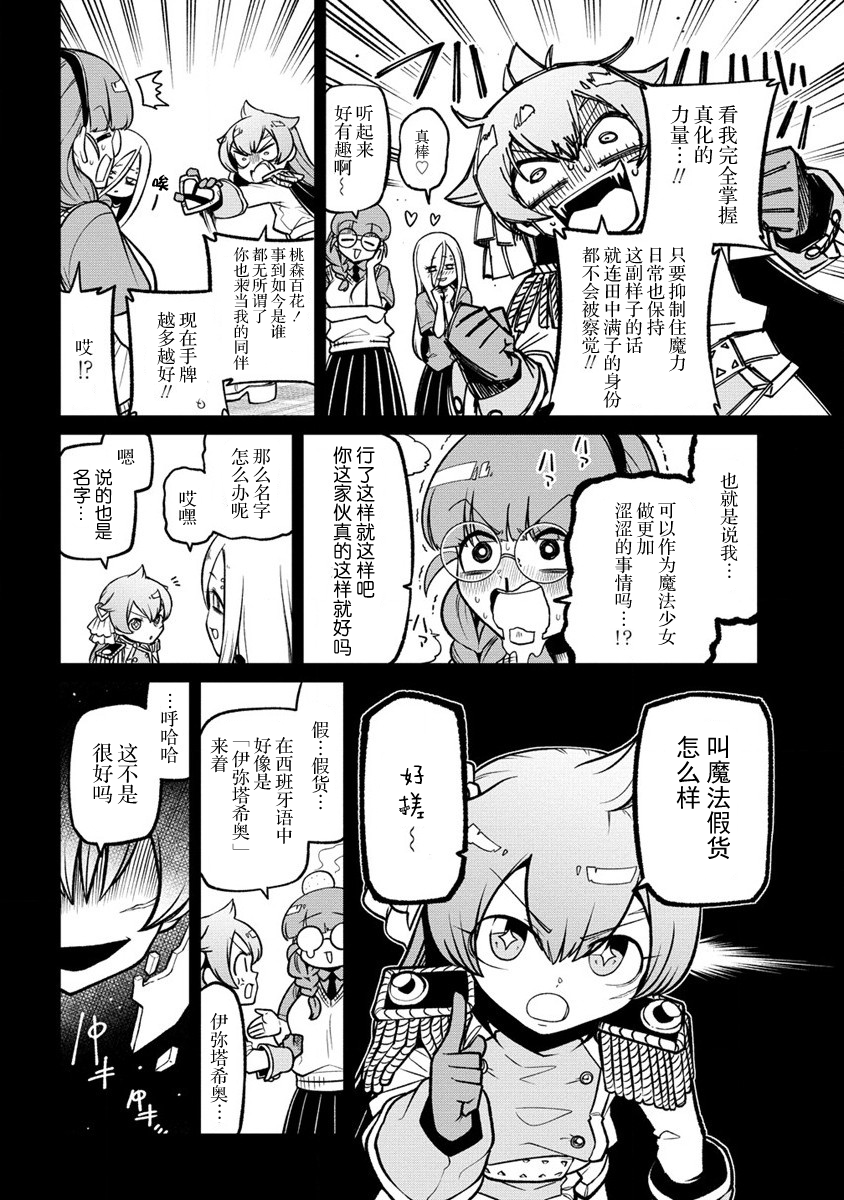 看我完全掌握
真化的
力量…!!
只要抑制住魔力
日常也保持
这副样子的话
就连田中满子的身份
都不会被察觉!!
真棒♡
听起来
好有趣啊～
唉
桃森百花！
事到如今是谁
都无所谓了
你也来当我的同伴
现在手牌
越多越好!!
哎!?
也就是说我…
可以作为魔法少女
做更加
涩涩的事情吗…!?
行了这样就这样吧
你这家伙真的这样就好吗
那么名字
怎么办呢
哎嘿
嗯
说的也是
名字…
叫魔法假货
怎么样
好搓～
假…假货…
在西班牙语中
好像是
「伊弥塔希奥」
来着
伊弥塔希奥…
…呼哈哈
这不是
很好吗